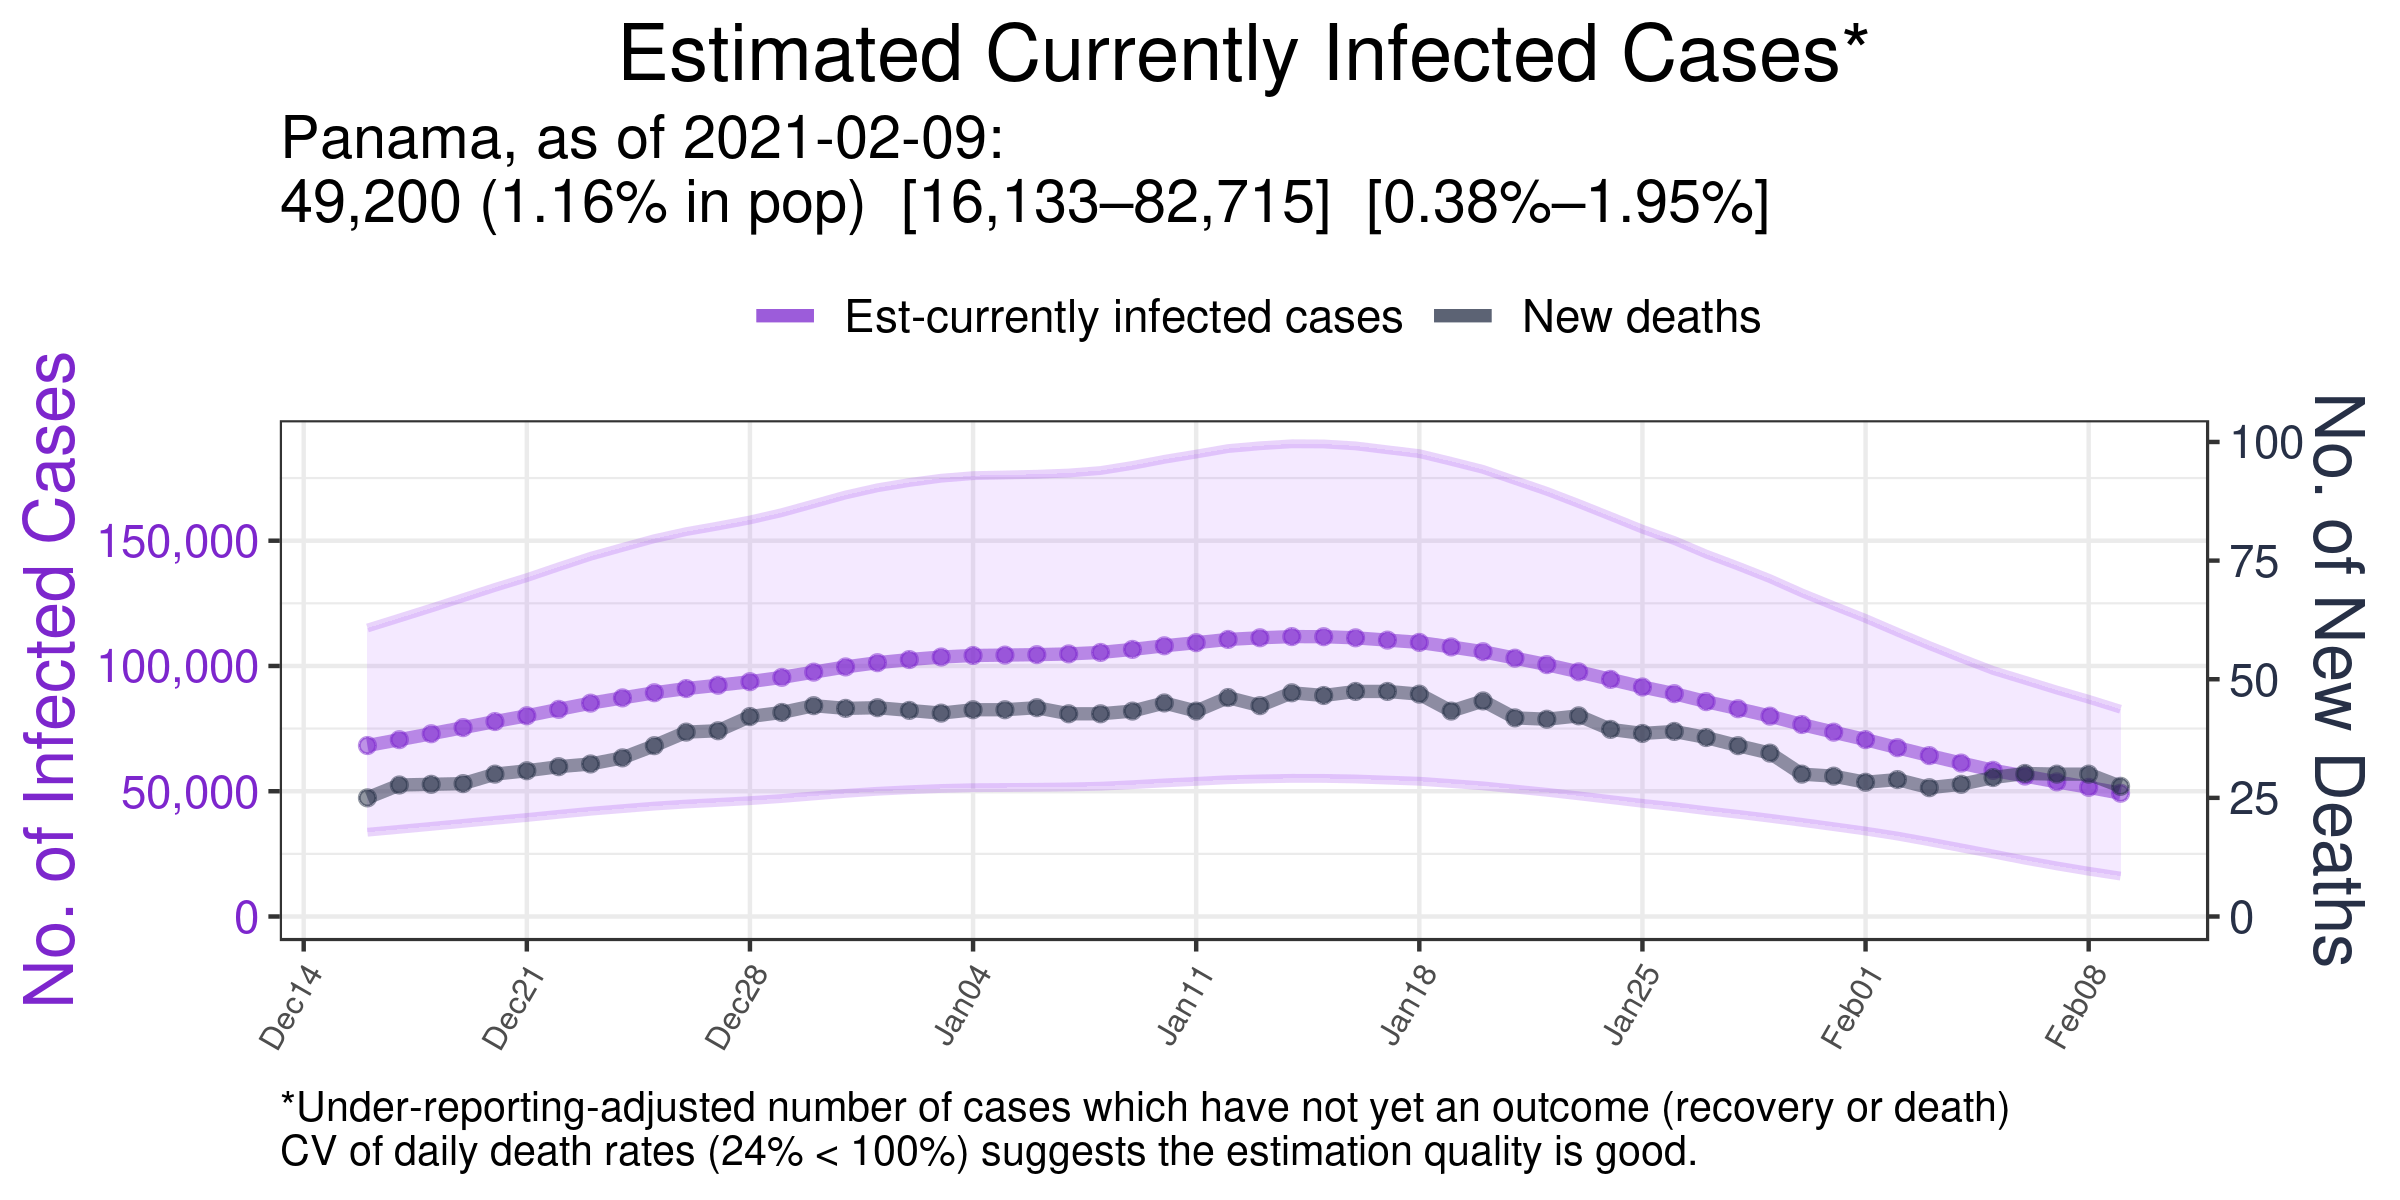 Estimated Currently Infected Cases*
Panama, as of 2021-02-09:
49,200 (1.16% in pop) [16,133–82,715] [0.38%–1.95%]
Est-currently infected cases New deaths
No. of Infected Cases
150,000
100,000
50,000
0
100
75
50
25
0
No. of New Deaths
Dec14 Dec21 Dec28 Jan04 Jan11 Jan18 Jan25 Feb01 Feb08
*Under-reporting-adjusted number of cases which have not yet an outcome (recovery or death)
CV of daily death rates (24% < 100%) suggests the estimation quality is good.